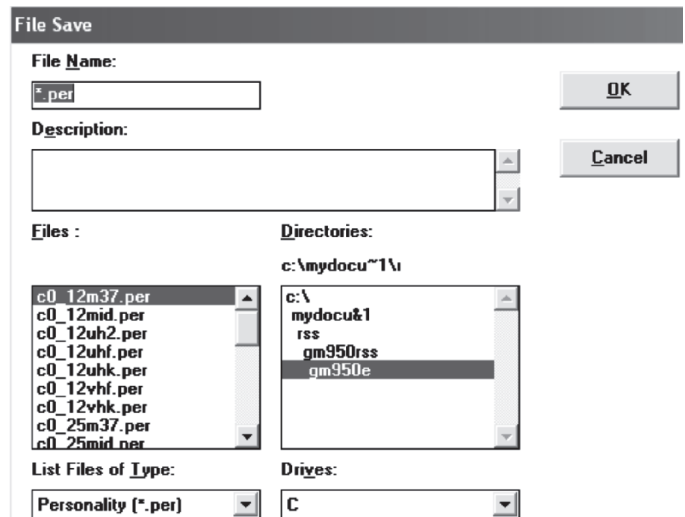 File Save
File Name:
*.per
OK
Description:
Cancel
Files :
Directories:
c:\mydocu~1\
c0_12m37.per
c0_12mid.per
c0_12uh2.per
c0_12uhf.per
c0_12uhk.per
c0_12vhf.per
c0_12vhk.per
c0_25m37.per
c0_25mid.per
c:\
mydocu&1
rss
gm950rss
gm950e
List Files of Type:
Drives:
Personality (*.per)
C